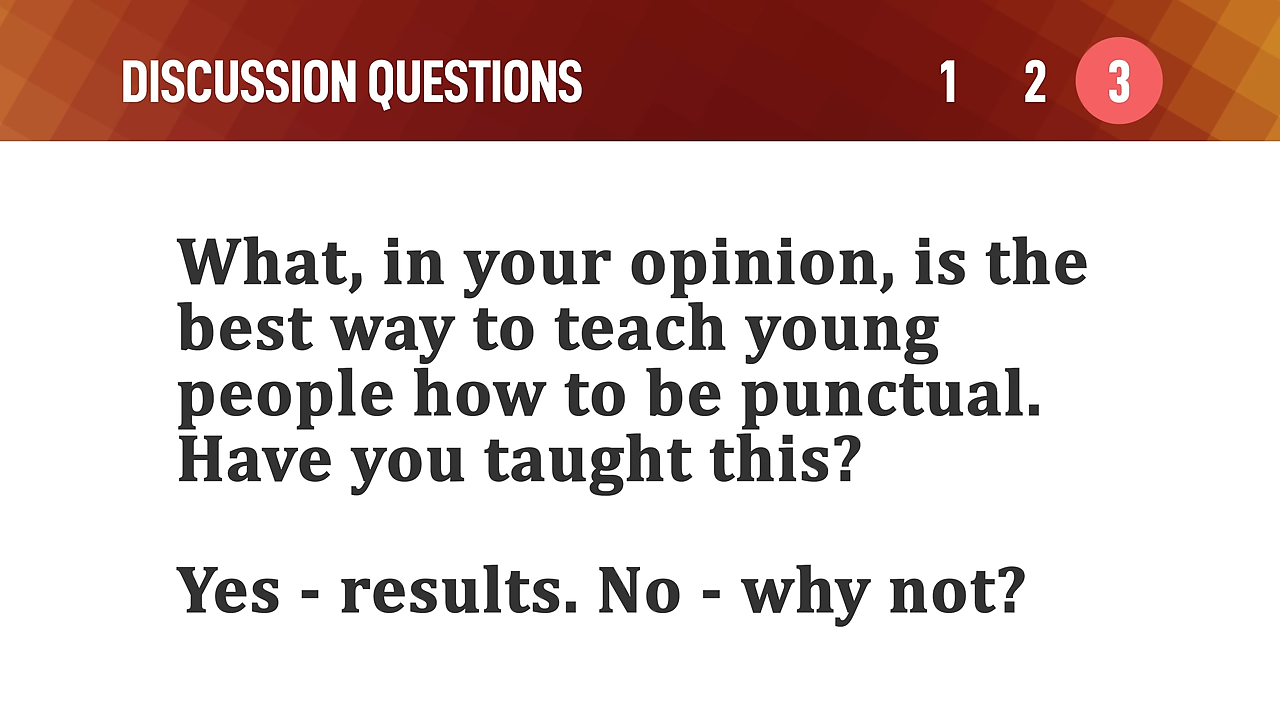 DISCUSSION QUESTIONS 1 2 3
What, in your opinion, is the
best way to teach young
people how to be punctual.
Have you taught this?
Yes - results. No - why not?